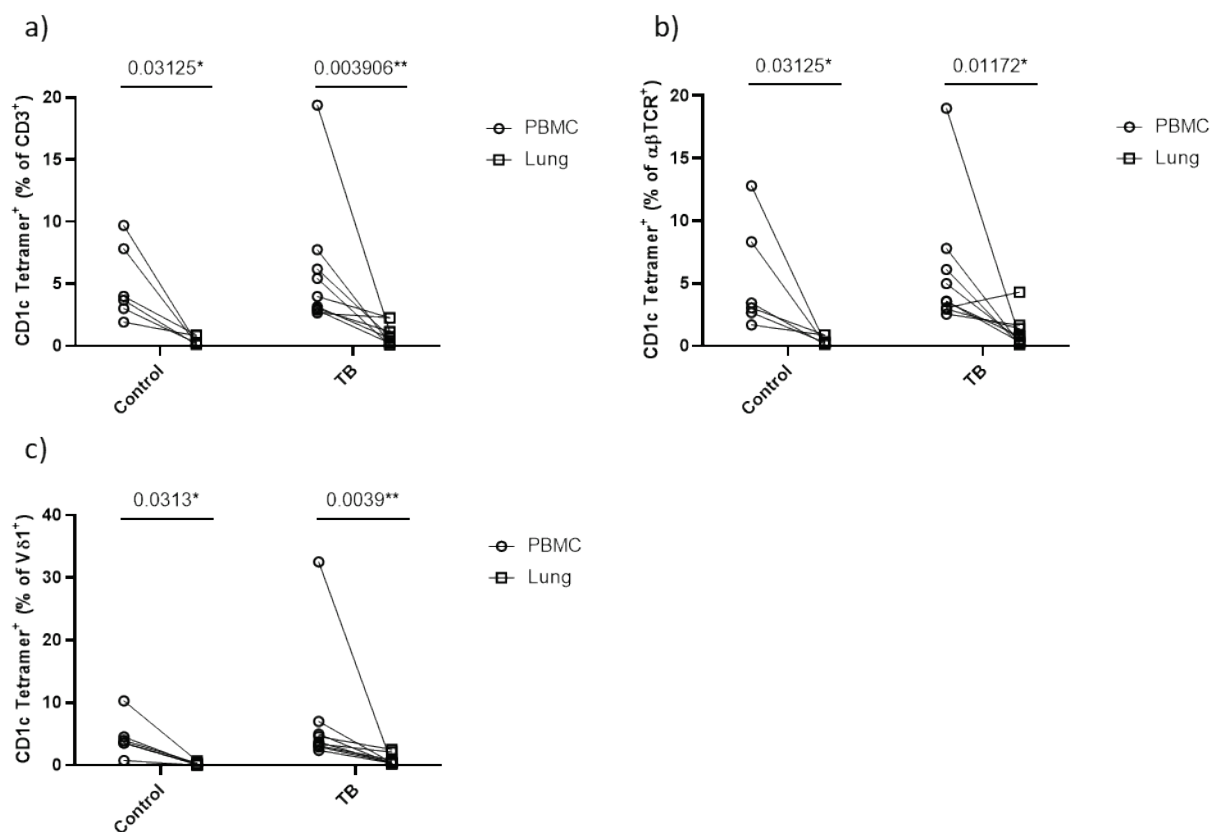 a)
0.03125*
0.003906**
20
15
10
5
0
CD1c Tetramer⁺ (% of CD3⁺)
Control
TB
PBMC
Lung
b)
0.03125*
0.01172*
20
15
10
5
0
CD1c Tetramer⁺ (% of αβTCR⁺)
Control
TB
PBMC
Lung
c)
0.0313*
0.0039**
40
30
20
10
0
CD1c Tetramer⁺ (% of Vδ1⁺)
Control
TB
PBMC
Lung